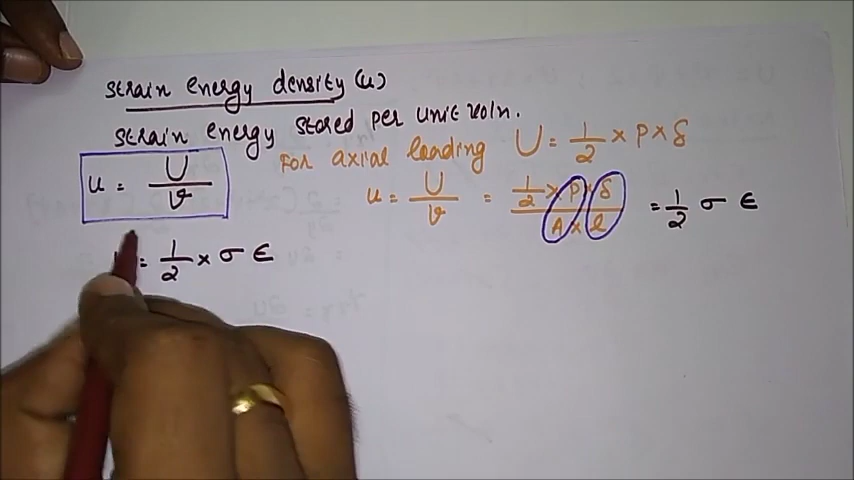 strain energy density (u)
strain energy stored per unit voln.
For axial loading U = 1/2 × P × δ
u = U/v
u = U/v = (1/2 × P × δ)/(A × l) = 1/2 σ ε
= 1/2 × σ ε